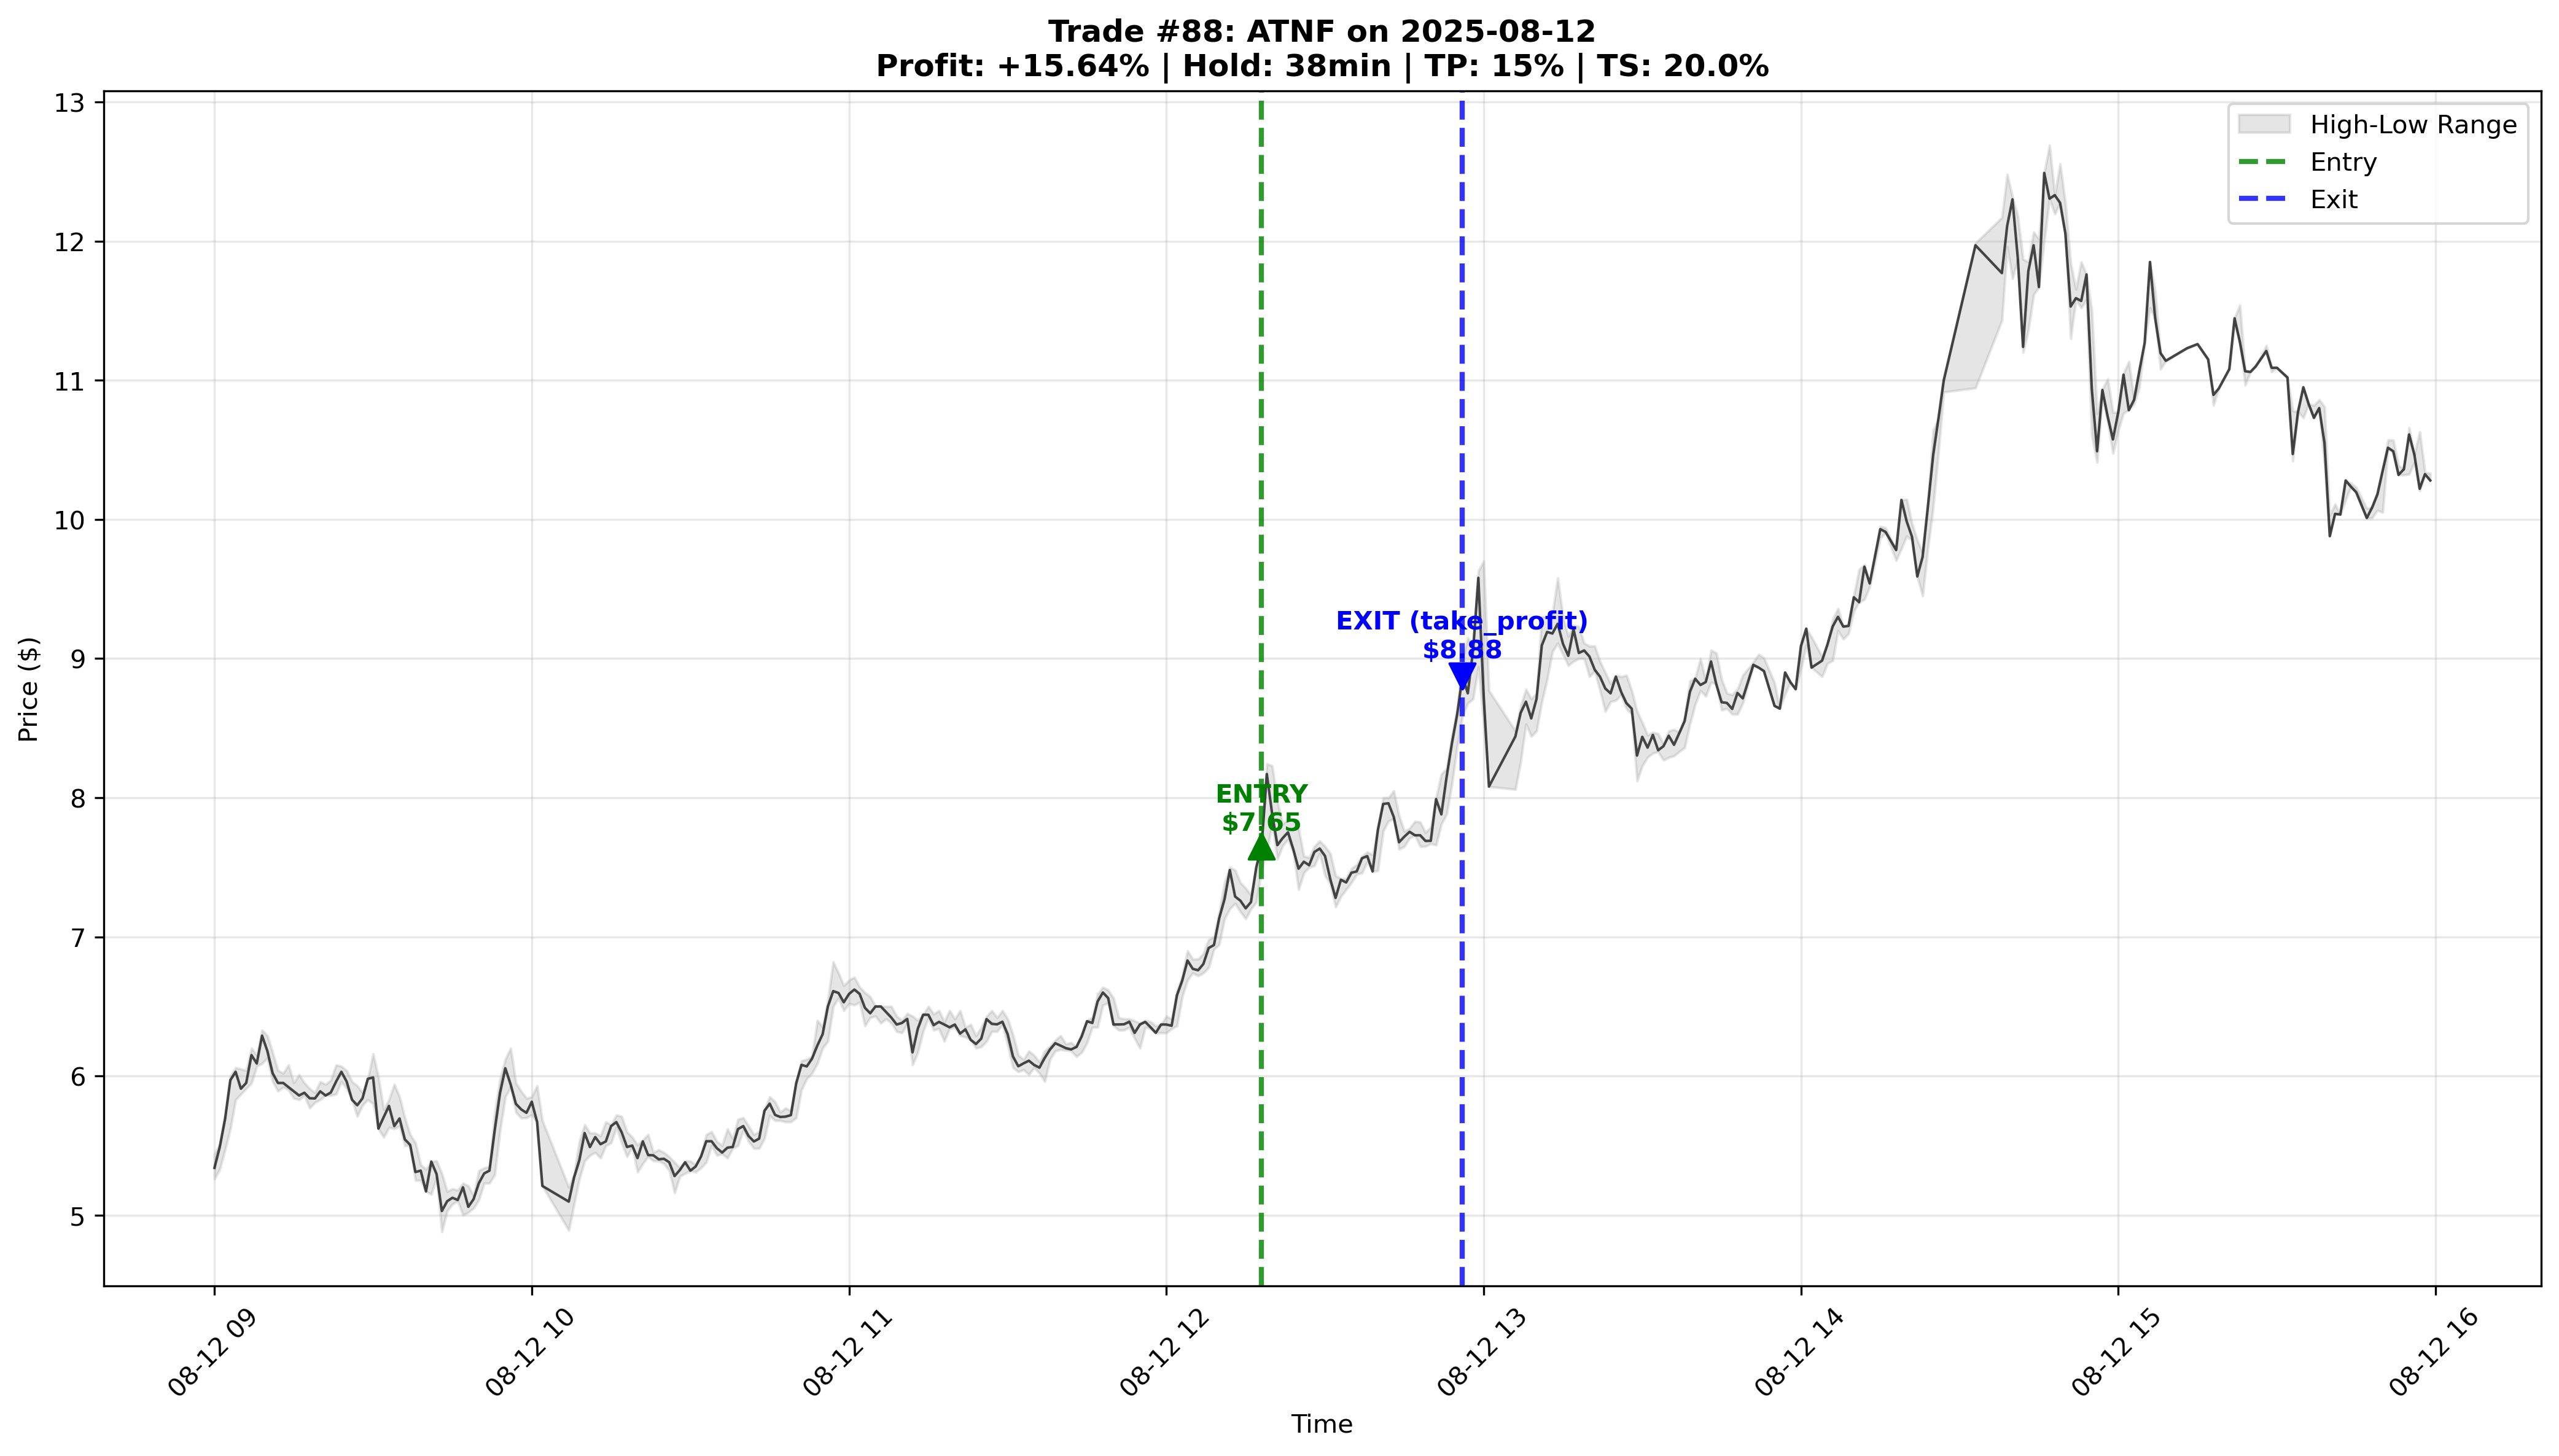 Trade #88: ATNF on 2025-08-12
Profit: +15.64% | Hold: 38min | TP: 15% | TS: 20.0%
Price ($)
13
12
11
10
9
8
7
6
5
High-Low Range
Entry
Exit
EXIT (take_profit)
$8.88
ENTRY
$7.65
08-12 09
08-12 10
08-12 11
08-12 12
08-12 13
08-12 14
08-12 15
08-12 16
Time